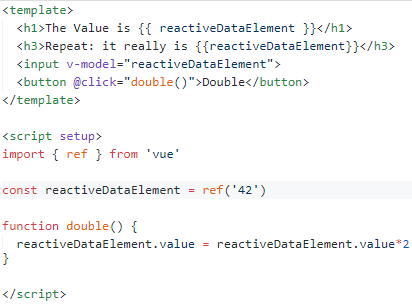 <template>
  <h1>The Value is {{ reactiveDataElement }}</h1>
  <h3>Repeat: it really is {{reactiveDataElement}}</h3>
  <input v-model="reactiveDataElement">
  <button @click="double()">Double</button>
</template>

<script setup>
import { ref } from 'vue'

const reactiveDataElement = ref('42')

function double() {
  reactiveDataElement.value = reactiveDataElement.value*2
}

</script>